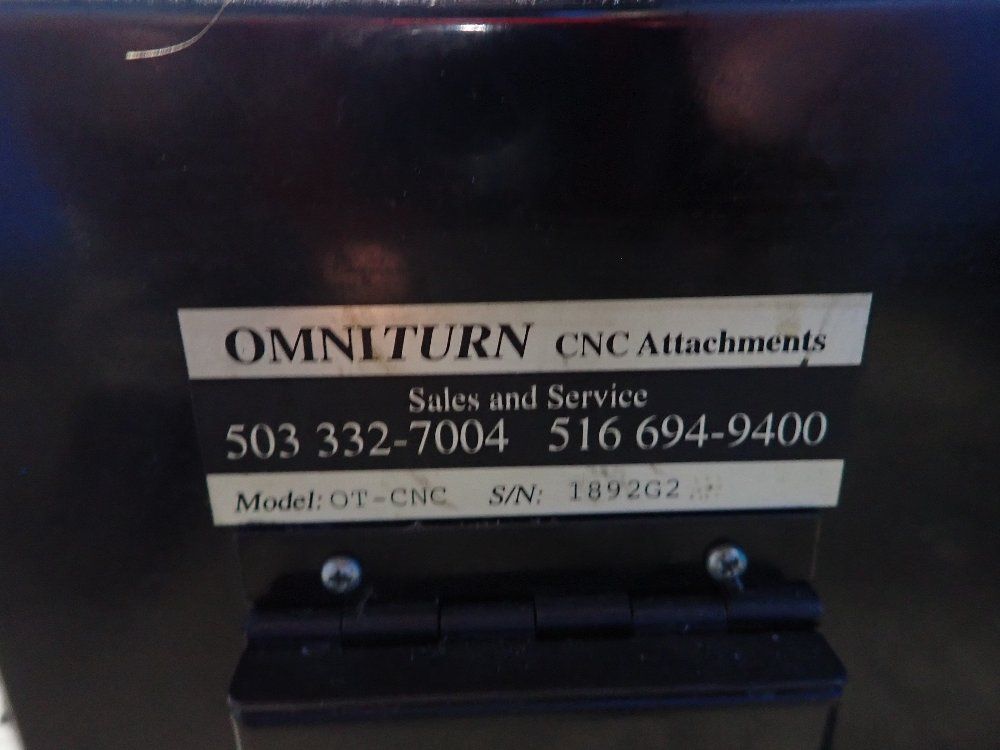 OMNITURN CNC Attachments
Sales and Service
503 332-7004 516 694-9400
Model: OT-CNC S/N: 1892G2